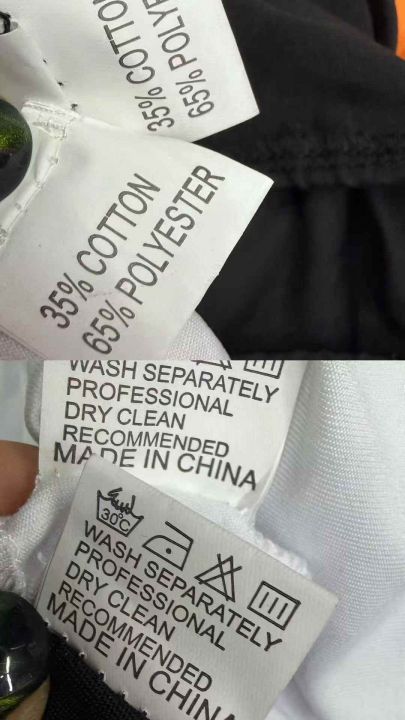 35% COTTON
65%
35% COTTON
65% POLYESTER
WASH SEPARATELY
PROFESSIONAL
DRY CLEAN
RECOMMENDED
MADE IN CHINA
30°C
WASH SEPARATELY
PROFESSIONAL
DRY CLEAN
RECOMMENDED
MADE IN CHINA